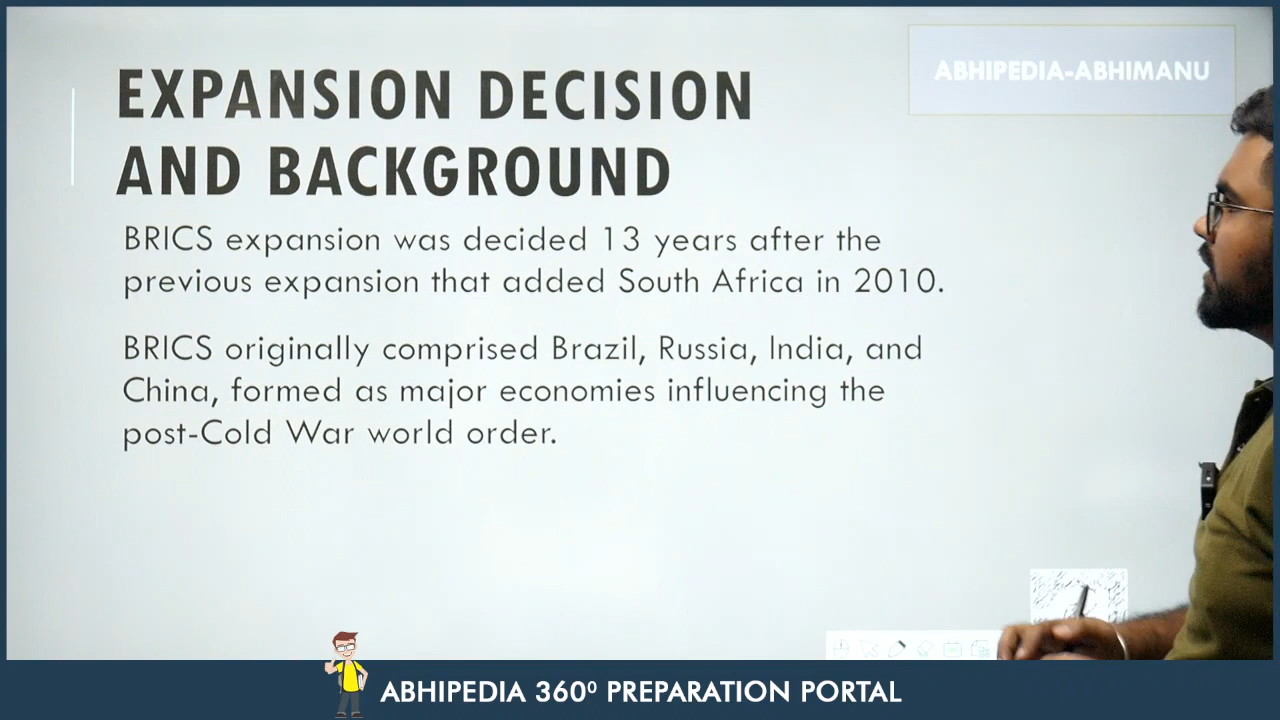 ABHIPEDIA-ABHIMANU
EXPANSION DECISION
AND BACKGROUND
BRICS expansion was decided 13 years after the
previous expansion that added South Africa in 2010.
BRICS originally comprised Brazil, Russia, India, and
China, formed as major economies influencing the
post-Cold War world order.
ABHIPEDIA 360⁰ PREPARATION PORTAL